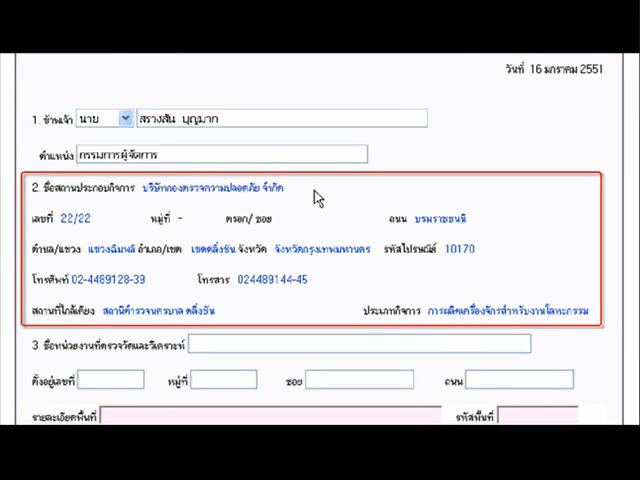 วันที่ 16 มกราคม 2551
1. ข้าพเจ้า นาย สรวงสัน บุญมาก
ตำแหน่ง กรรมการผู้จัดการ
2. ชื่อสถานประกอบกิจการ บริษัทกองตรวจความปลอดภัย จำกัด
เลขที่ 22/22 หมู่ที่ - ตรอก/ ซอย ถนน บรมราชชนนี
ตำบล/แขวง แขวงฉิมพลี อำเภอ/เขต เขตตลิ่งชัน จังหวัด จังหวัดกรุงเทพมหานคร รหัสไปรษณีย์ 10170
โทรศัพท์ 02-4489128-39 โทรสาร 024489144-45
สถานที่ใกล้เคียง สถานีตำรวจนครบาล ตลิ่งชัน ประเภทกิจการ การผลิตเครื่องจักรสำหรับงานโลหะกรรม
3. ชื่อหน่วยงานที่ตรวจวัดและวิเคราะห์
ตั้งอยู่เลขที่ หมู่ที่ ซอย ถนน
รายละเอียดพื้นที่ รหัสพื้นที่